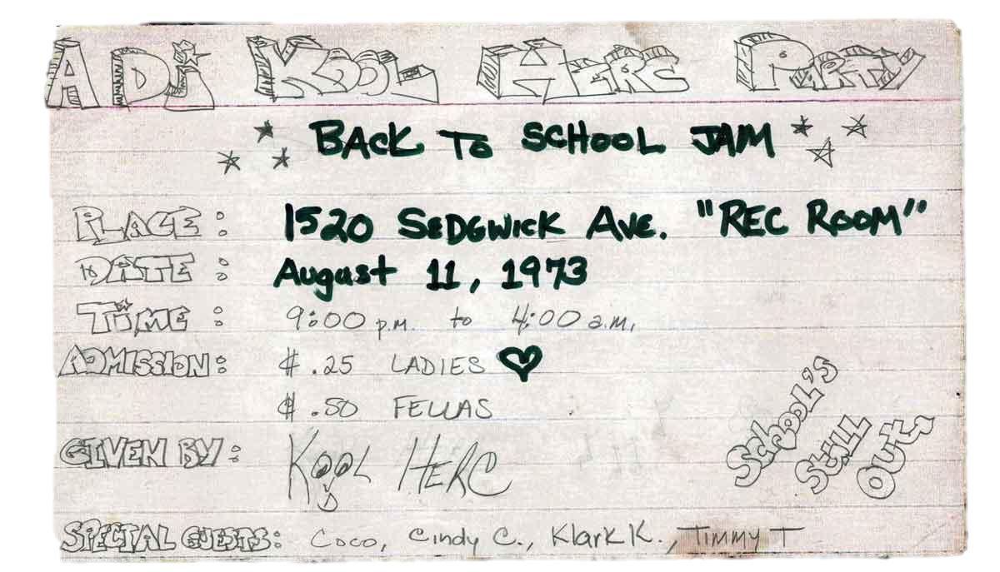 A DJ KOOL HERC PARTY
BACK TO SCHOOL JAM
PLACE: 1520 SEDGWICK AVE. "REC ROOM"
DATE: August 11, 1973
TIME: 9:00 p.m. to 4:00 a.m.
ADMISSION: $ .25 LADIES
$ .50 FELLAS
GIVEN BY: KOOL HERC
SCHOOL'S
STILL
OUT
SPECIAL GUESTS: Coco, Cindy C., Klark K., Timmy T